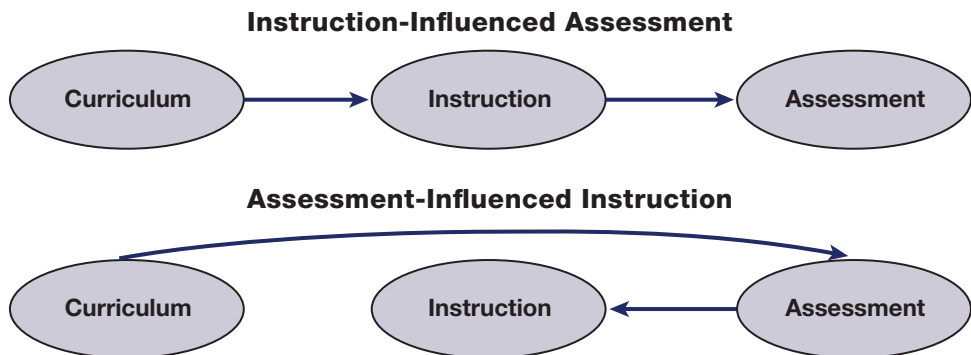 Instruction-Influenced Assessment
Curriculum
Instruction
Assessment
Assessment-Influenced Instruction
Curriculum
Instruction
Assessment